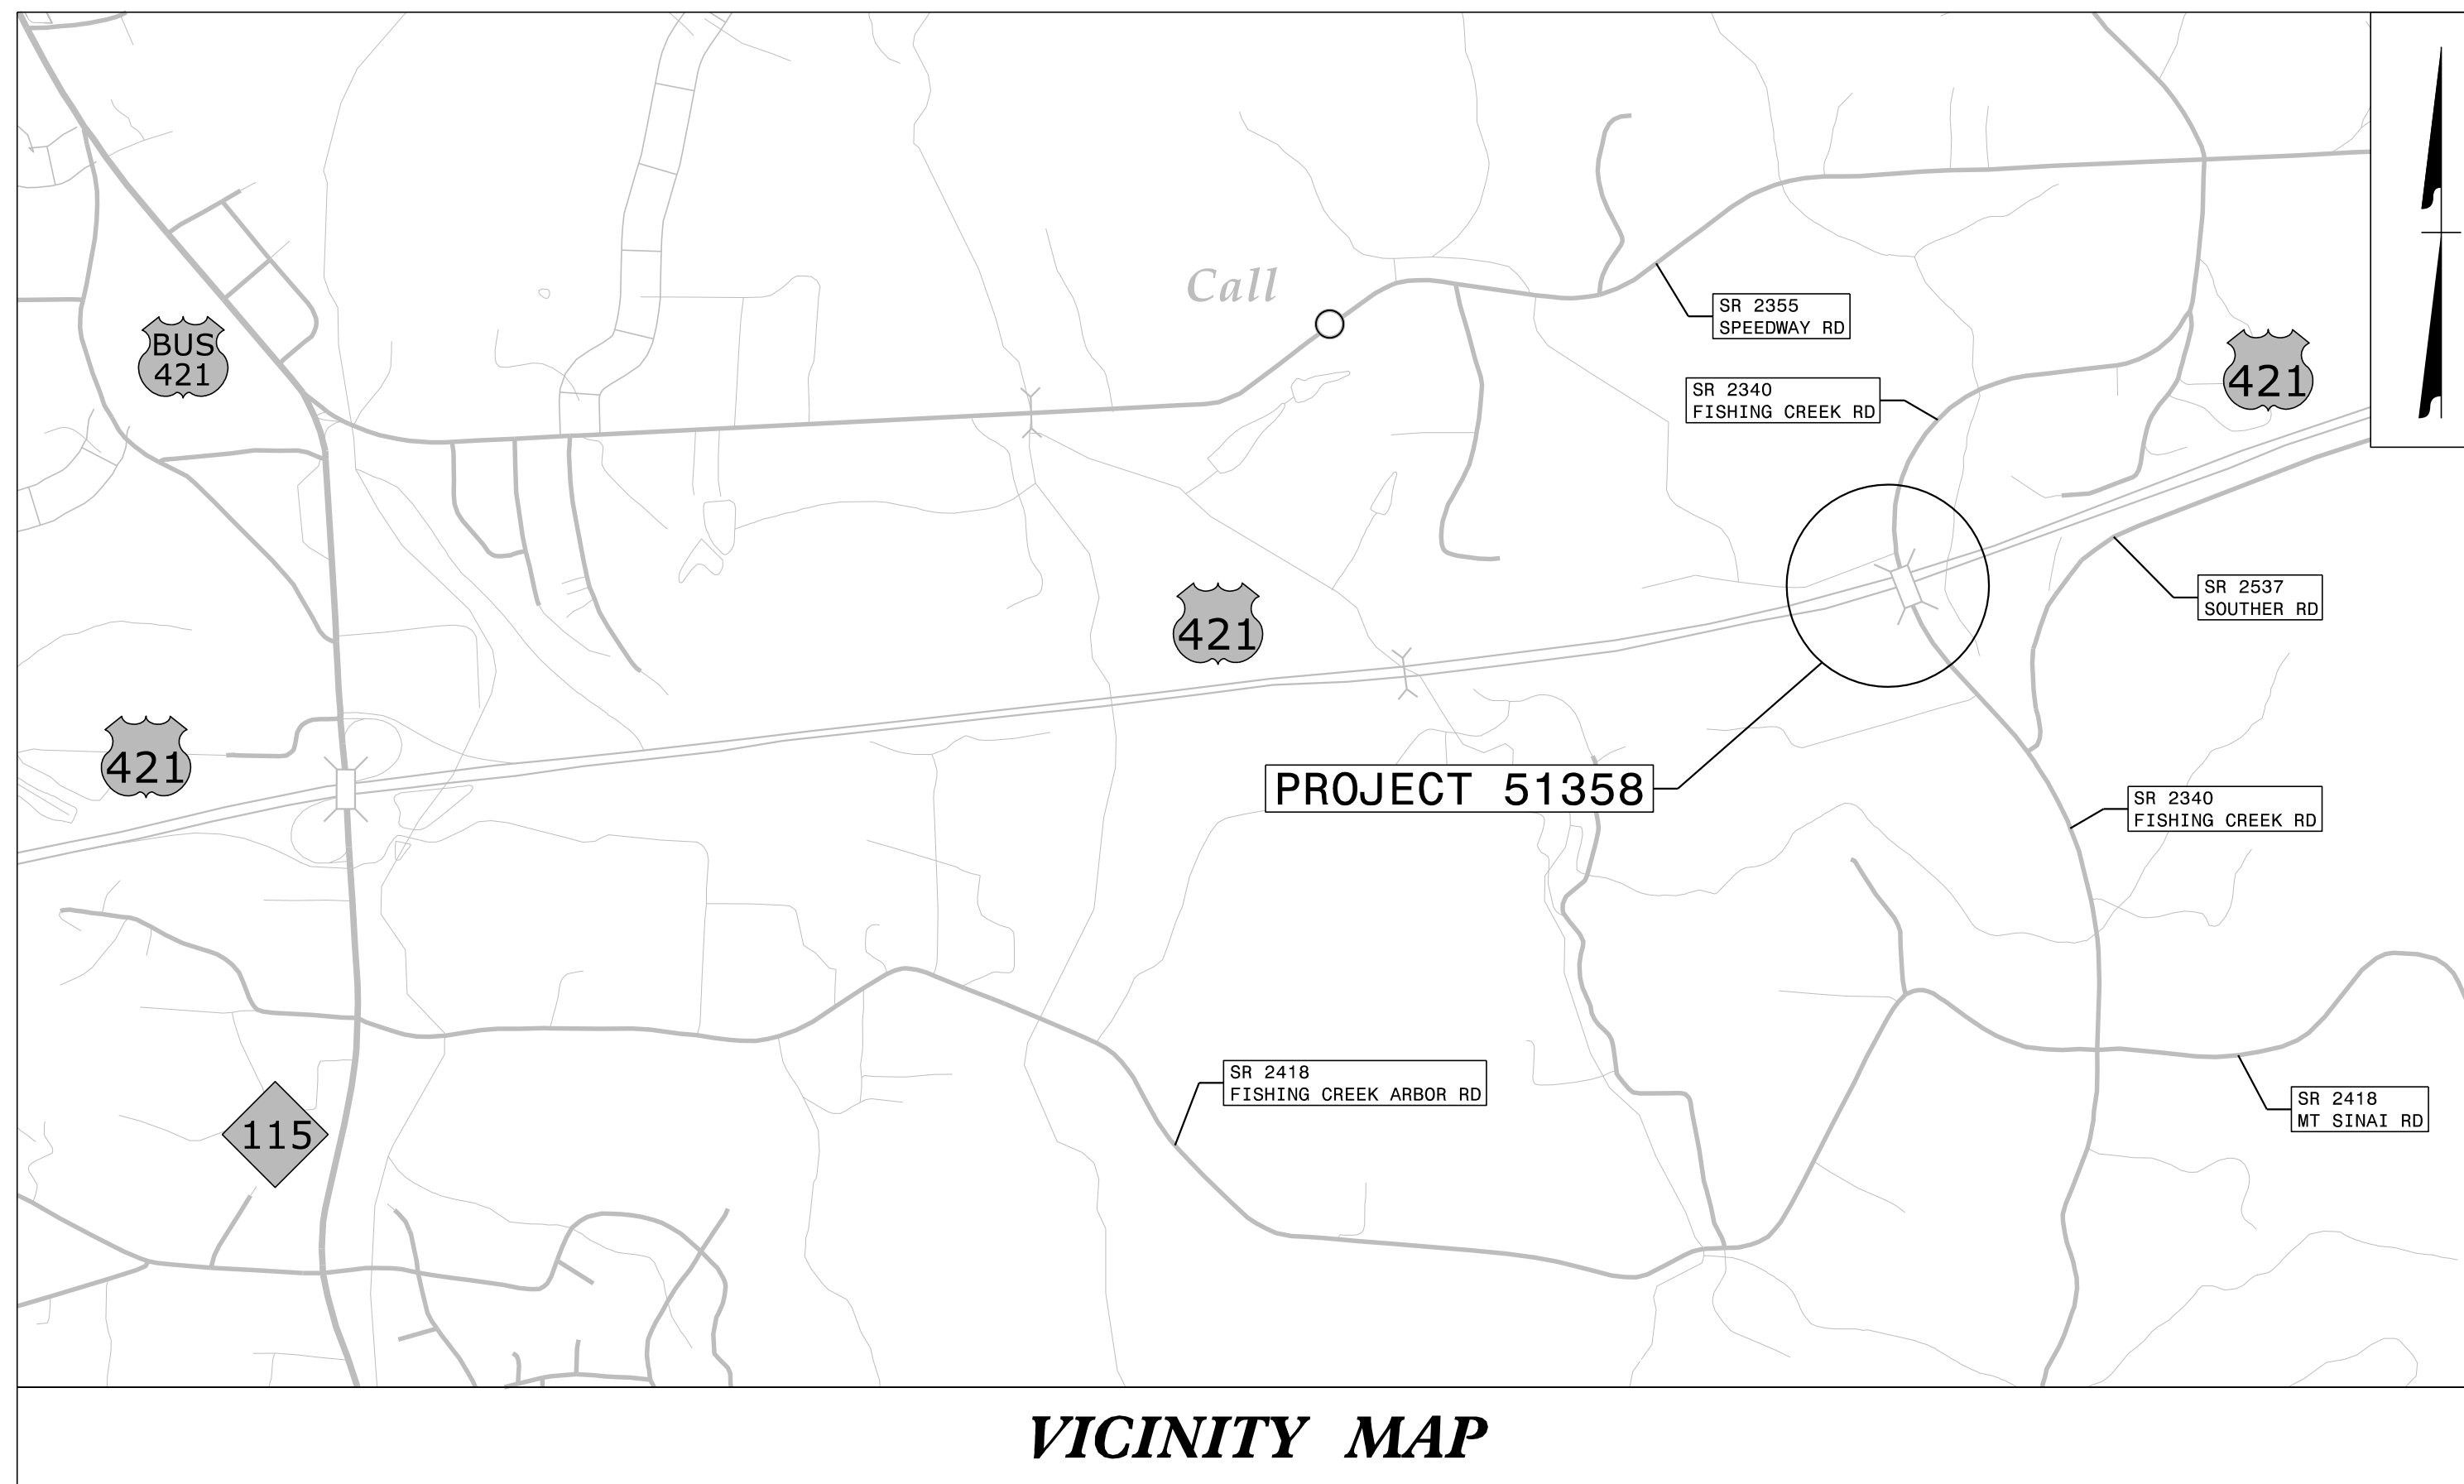 Call
SR 2355
SPEEDWAY RD
BUS
421
421
SR 2340
FISHING CREEK RD
421
SR 2537
SOUTHER RD
421
PROJECT 51358
SR 2340
FISHING CREEK RD
SR 2418
FISHING CREEK ARBOR RD
SR 2418
MT SINAI RD
115
VICINITY MAP